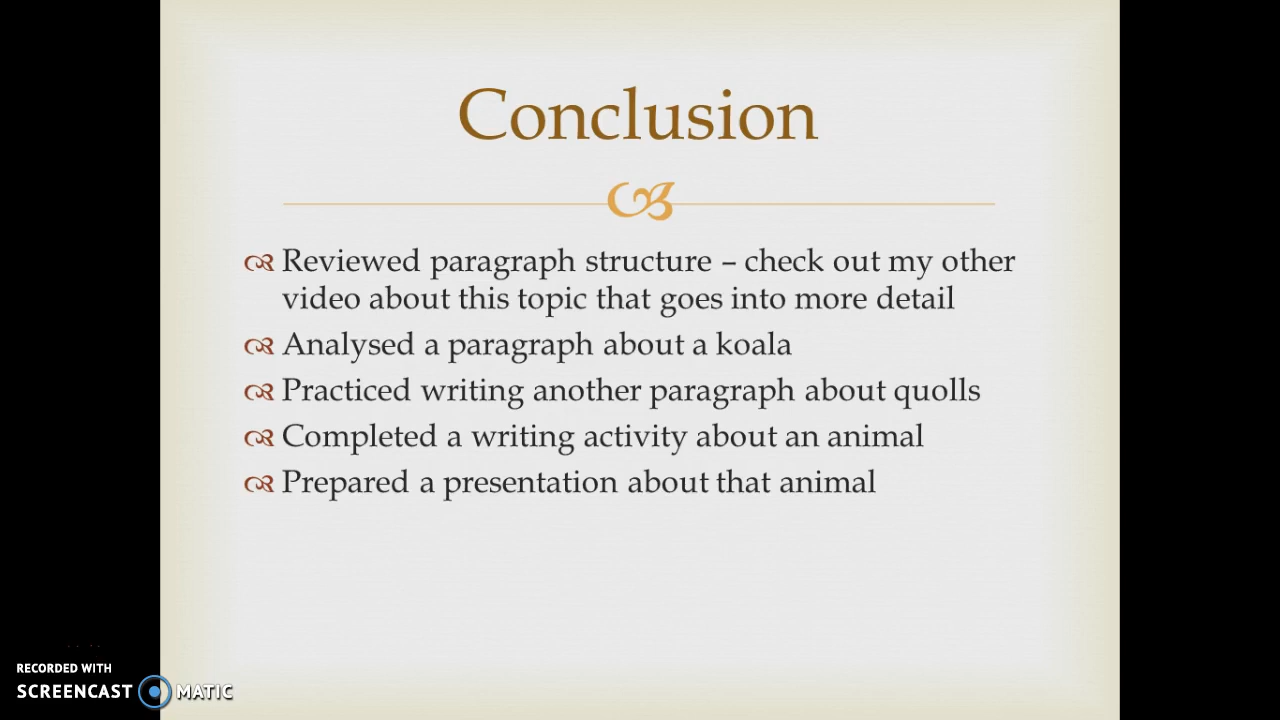 Conclusion
Reviewed paragraph structure – check out my other
video about this topic that goes into more detail
Analysed a paragraph about a koala
Practiced writing another paragraph about quolls
Completed a writing activity about an animal
Prepared a presentation about that animal
RECORDED WITH
SCREENCAST MATIC